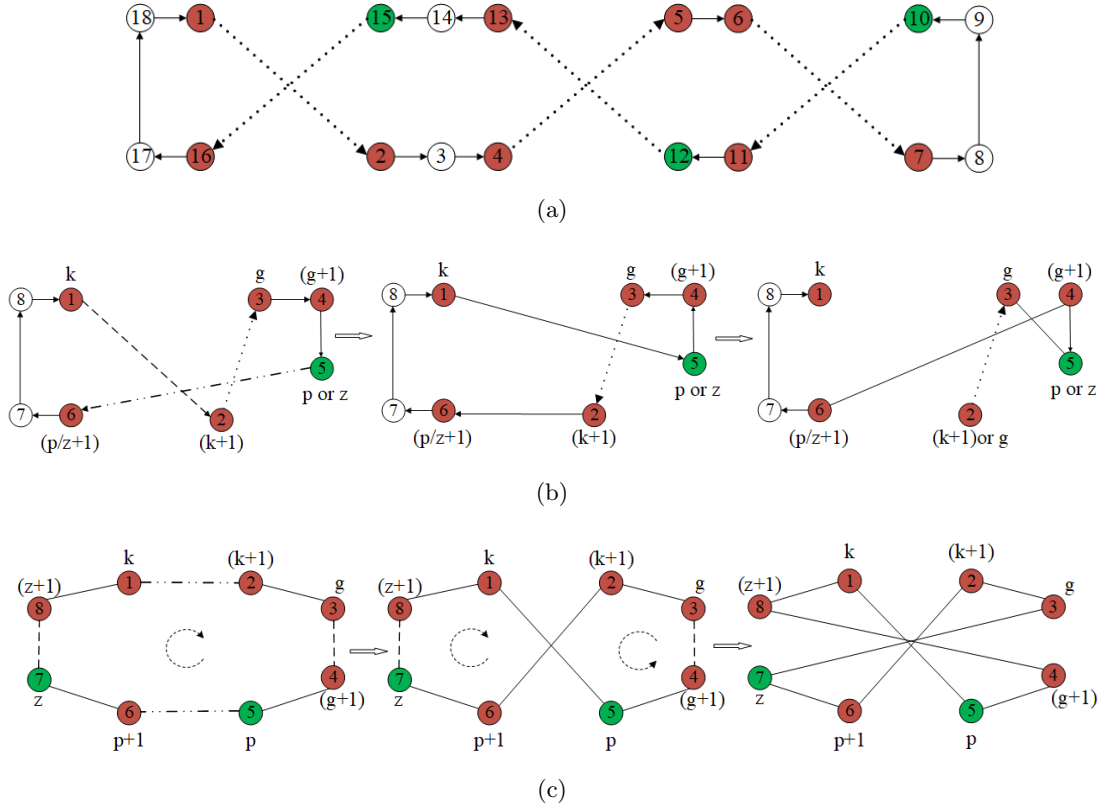 18 1 15 14 13 5 6 10 9
17 16 2 3 4 12 11 7 8
(a)
k g (g+1) k g (g+1) k g (g+1)
8 1 3 4 8 1 3 4 8 1 3 4
5 5 5
p or z p or z p or z
7 6 2 7 6 2 7 6 2
(p/z+1) (k+1) (p/z+1) (k+1) (p/z+1) (k+1)or g
(b)
k (k+1) k (k+1) k (k+1)
(z+1) 1 2 g (z+1) 1 2 g (z+1) 1 2 g
8 3 8 3 8 3
7 4 7 4 7 4
z 6 5 (g+1) z 6 5 (g+1) z 6 5 (g+1)
p+1 p p+1 p p+1 p
(c)